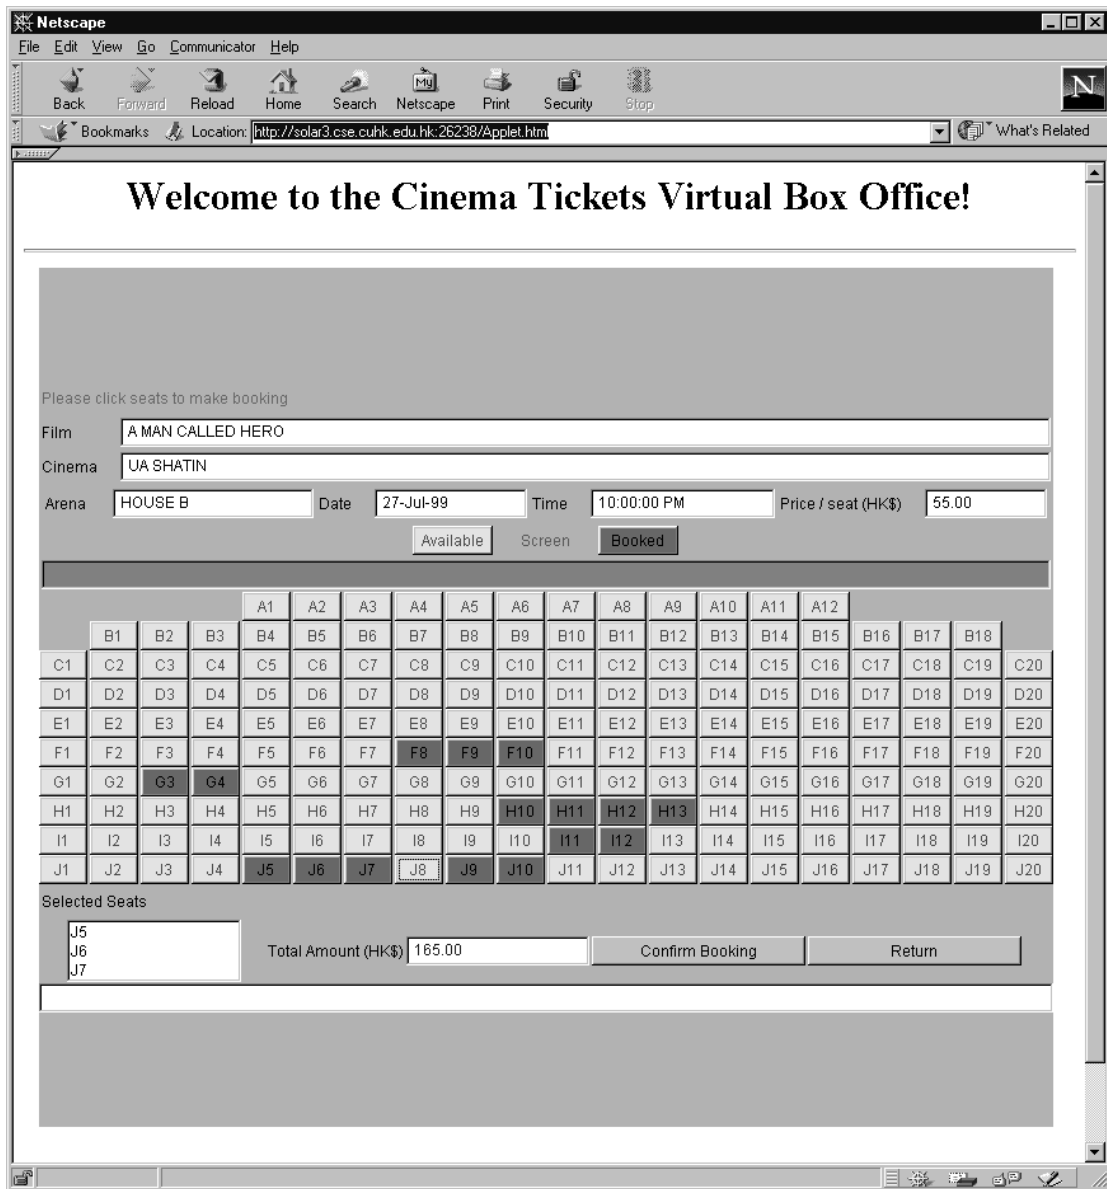 Netscape
File Edit View Go Communicator Help
My N
Back Forward Reload Home Search Netscape Print Security Stop
Bookmarks Location: http://solar3.cse.cuhk.edu.hk:26238/Applet.html What's Related
Welcome to the Cinema Tickets Virtual Box Office!
Please click seats to make booking
Film A MAN CALLED HERO
Cinema UA SHATIN
Arena HOUSE B Date 27-Jul-99 Time 10:00:00 PM Price / seat (HK$) 55.00
Available Screen Booked
A1 A2 A3 A4 A5 A6 A7 A8 A9 A10 A11 A12
B1 B2 B3 B4 B5 B6 B7 B8 B9 B10 B11 B12 B13 B14 B15 B16 B17 B18
C1 C2 C3 C4 C5 C6 C7 C8 C9 C10 C11 C12 C13 C14 C15 C16 C17 C18 C19 C20
D1 D2 D3 D4 D5 D6 D7 D8 D9 D10 D11 D12 D13 D14 D15 D16 D17 D18 D19 D20
E1 E2 E3 E4 E5 E6 E7 E8 E9 E10 E11 E12 E13 E14 E15 E16 E17 E18 E19 E20
F1 F2 F3 F4 F5 F6 F7 F8 F9 F10 F11 F12 F13 F14 F15 F16 F17 F18 F19 F20
G1 G2 G3 G4 G5 G6 G7 G8 G9 G10 G11 G12 G13 G14 G15 G16 G17 G18 G19 G20
H1 H2 H3 H4 H5 H6 H7 H8 H9 H10 H11 H12 H13 H14 H15 H16 H17 H18 H19 H20
I1 I2 I3 I4 I5 I6 I7 I8 I9 I10 I11 I12 I13 I14 I15 I16 I17 I18 I19 I20
J1 J2 J3 J4 J5 J6 J7 J8 J9 J10 J11 J12 J13 J14 J15 J16 J17 J18 J19 J20
Selected Seats
J5
J6
J7
Total Amount (HK$) 165.00 Confirm Booking Return